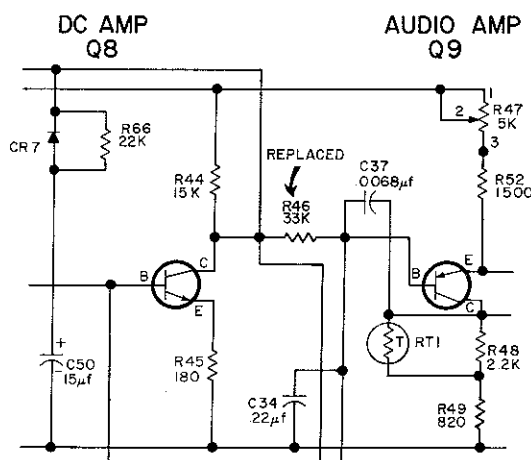 DC AMP
Q8
AUDIO AMP
Q9
1
2
R47
5K
3
CR7
R66
22K
R44
15K
REPLACED
R46
33K
C37
.0068µf
R52
1500
C
B
E
E
B
C
+
C50
15µf
R45
180
C34
.22µf
T
RT1
R48
2.2K
R49
820